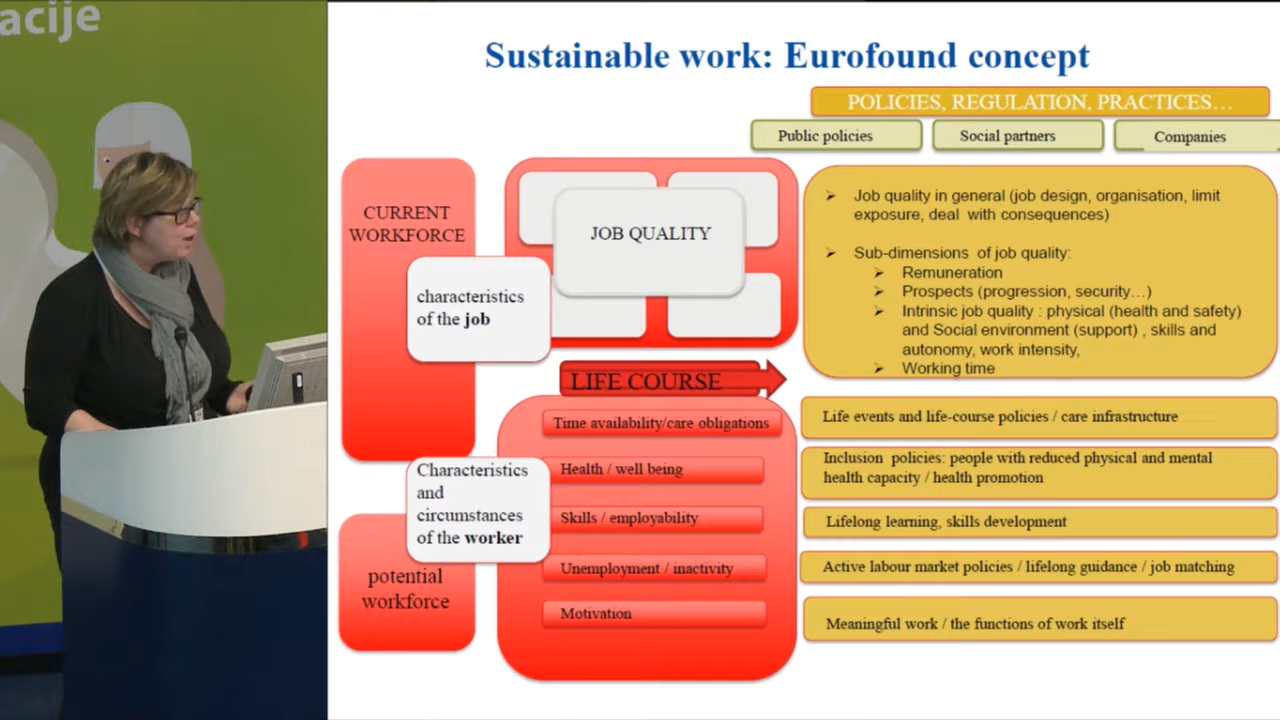 acije
Sustainable work: Eurofound concept
POLICIES, REGULATION, PRACTICES…
Public policies
Social partners
Companies
CURRENT
WORKFORCE
characteristics
of the job
JOB QUALITY
➢ Job quality in general (job design, organisation, limit
exposure, deal with consequences)
➢ Sub-dimensions of job quality:
➢ Remuneration
➢ Prospects (progression, security…)
➢ Intrinsic job quality : physical (health and safety)
and Social environment (support) , skills and
autonomy, work intensity,
➢ Working time
LIFE COURSE
Characteristics
and
circumstances
of the worker
potential
workforce
Time availability/care obligations
Health / well being
Skills / employability
Unemployment / inactivity
Motivation
Life events and life-course policies / care infrastructure
Inclusion policies: people with reduced physical and mental
health capacity / health promotion
Lifelong learning, skills development
Active labour market policies / lifelong guidance / job matching
Meaningful work / the functions of work itself